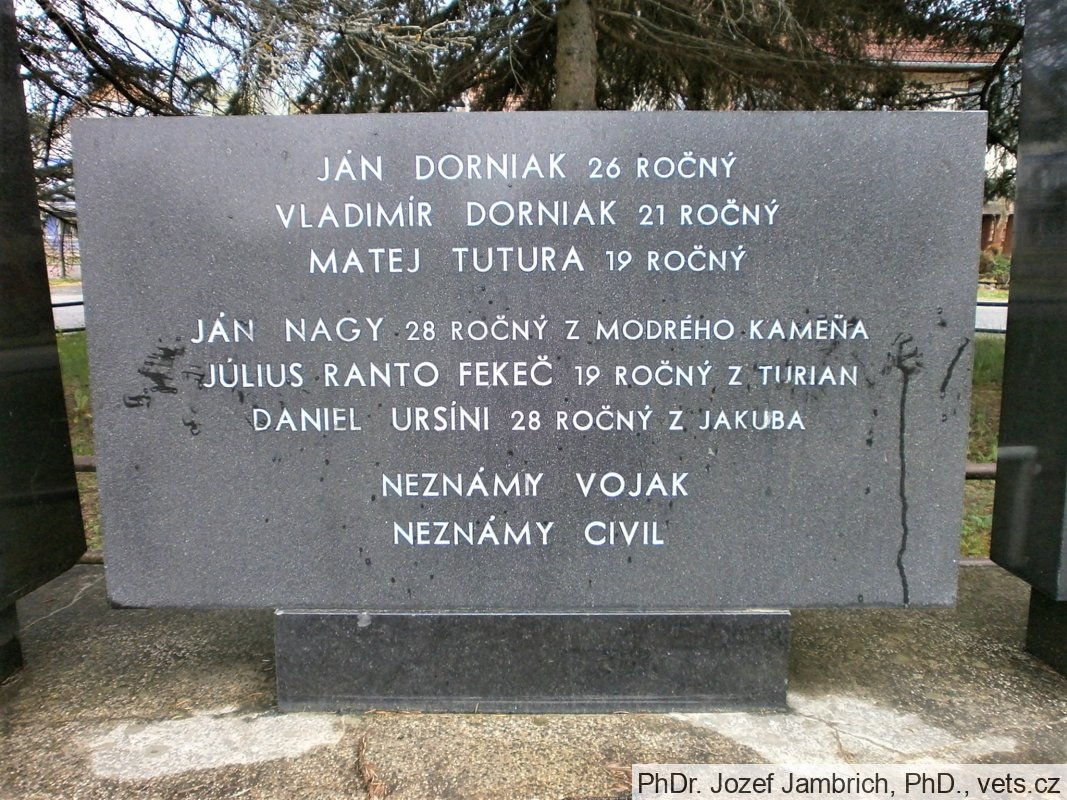 JÁN DORNIAK 26 ROČNÝ
VLADIMÍR DORNIAK 21 ROČNÝ
MATEJ TUTURA 19 ROČNÝ
JÁN NAGY 28 ROČNÝ Z MODRÉHO KAMEŇA
JÚLIUS RANTO FEKEČ 19 ROČNÝ Z TURIAN
DANIEL URSÍNI 28 ROČNÝ Z JAKUBA
NEZNÁMY VOJAK
NEZNÁMY CIVIL
PhDr. Jozef Jambrich, PhD., vets.cz